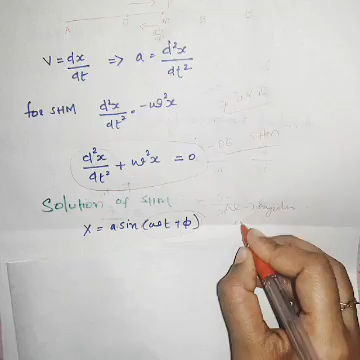 A O M B
V = dx/dt => a = d²x/dt²
for SHM d²x/dt² = -ω²x
d²x/dt² + ω²x = 0
Solution of SHM
x = a sin(ωt + φ)